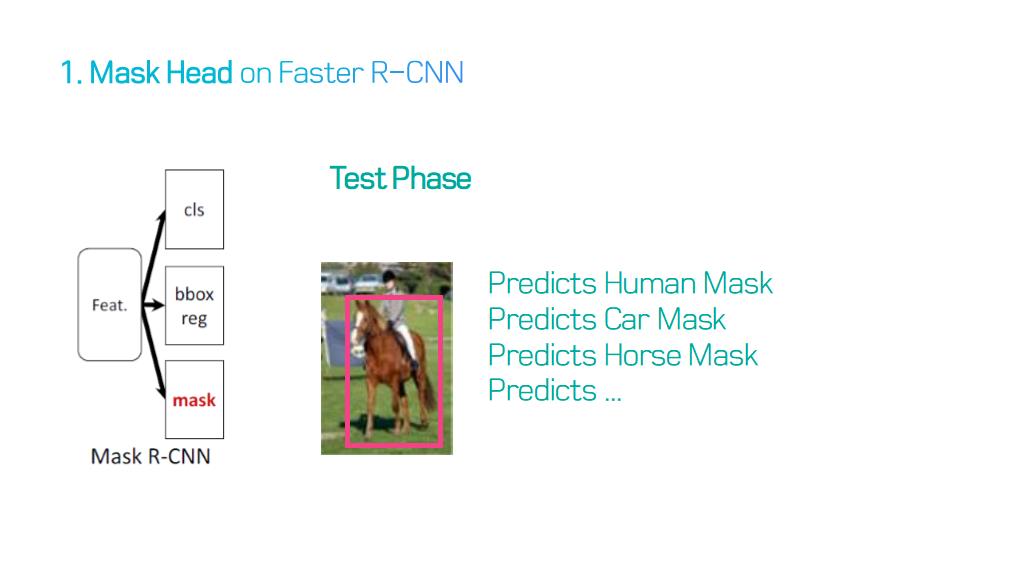 1. Mask Head on Faster R-CNN
Test Phase
cls
Feat.
bbox
reg
mask
Mask R-CNN
Predicts Human Mask
Predicts Car Mask
Predicts Horse Mask
Predicts ...